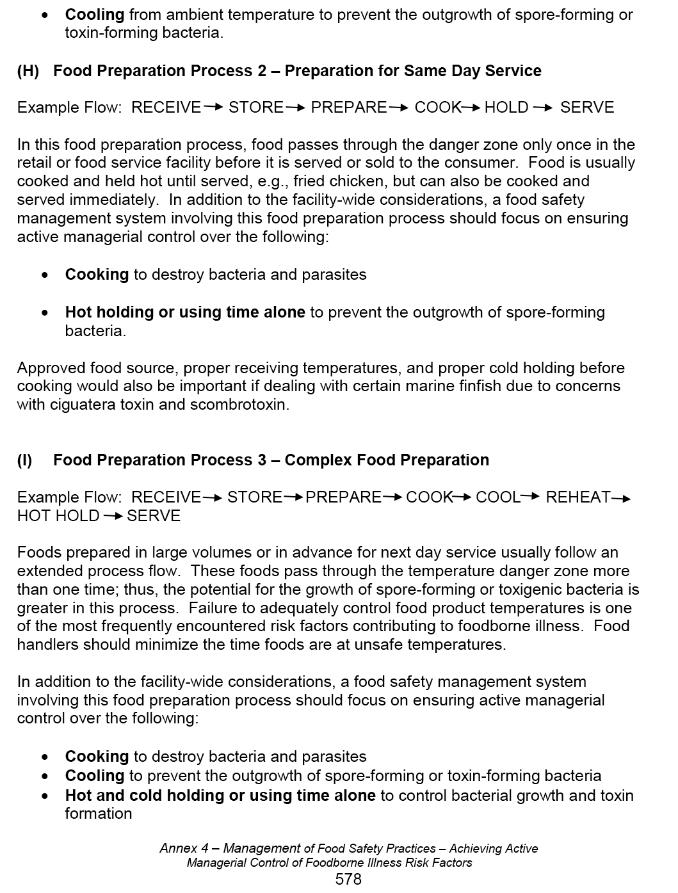 • Cooling from ambient temperature to prevent the outgrowth of spore-forming or
toxin-forming bacteria.
(H) Food Preparation Process 2 – Preparation for Same Day Service
Example Flow: RECEIVE → STORE → PREPARE → COOK → HOLD → SERVE
In this food preparation process, food passes through the danger zone only once in the
retail or food service facility before it is served or sold to the consumer. Food is usually
cooked and held hot until served, e.g., fried chicken, but can also be cooked and
served immediately. In addition to the facility-wide considerations, a food safety
management system involving this food preparation process should focus on ensuring
active managerial control over the following:
• Cooking to destroy bacteria and parasites
• Hot holding or using time alone to prevent the outgrowth of spore-forming
bacteria.
Approved food source, proper receiving temperatures, and proper cold holding before
cooking would also be important if dealing with certain marine finfish due to concerns
with ciguatera toxin and scombrotoxin.
(I) Food Preparation Process 3 – Complex Food Preparation
Example Flow: RECEIVE → STORE → PREPARE → COOK → COOL → REHEAT →
HOT HOLD → SERVE
Foods prepared in large volumes or in advance for next day service usually follow an
extended process flow. These foods pass through the temperature danger zone more
than one time; thus, the potential for the growth of spore-forming or toxigenic bacteria is
greater in this process. Failure to adequately control food product temperatures is one
of the most frequently encountered risk factors contributing to foodborne illness. Food
handlers should minimize the time foods are at unsafe temperatures.
In addition to the facility-wide considerations, a food safety management system
involving this food preparation process should focus on ensuring active managerial
control over the following:
• Cooking to destroy bacteria and parasites
• Cooling to prevent the outgrowth of spore-forming or toxin-forming bacteria
• Hot and cold holding or using time alone to control bacterial growth and toxin
formation
Annex 4 – Management of Food Safety Practices – Achieving Active
Managerial Control of Foodborne Illness Risk Factors
578